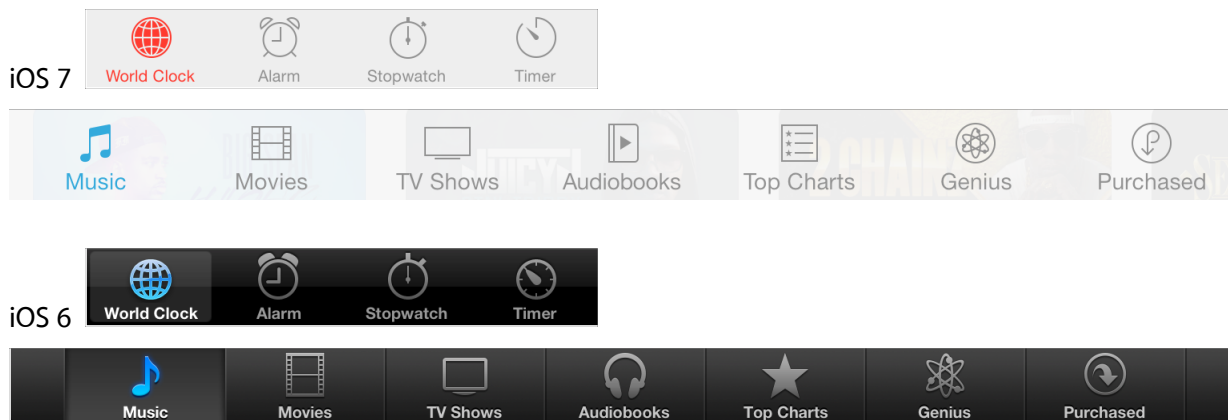 iOS 7
World Clock Alarm Stopwatch Timer
Music Movies TV Shows Audiobooks Top Charts Genius Purchased
iOS 6
World Clock Alarm Stopwatch Timer
Music Movies TV Shows Audiobooks Top Charts Genius Purchased